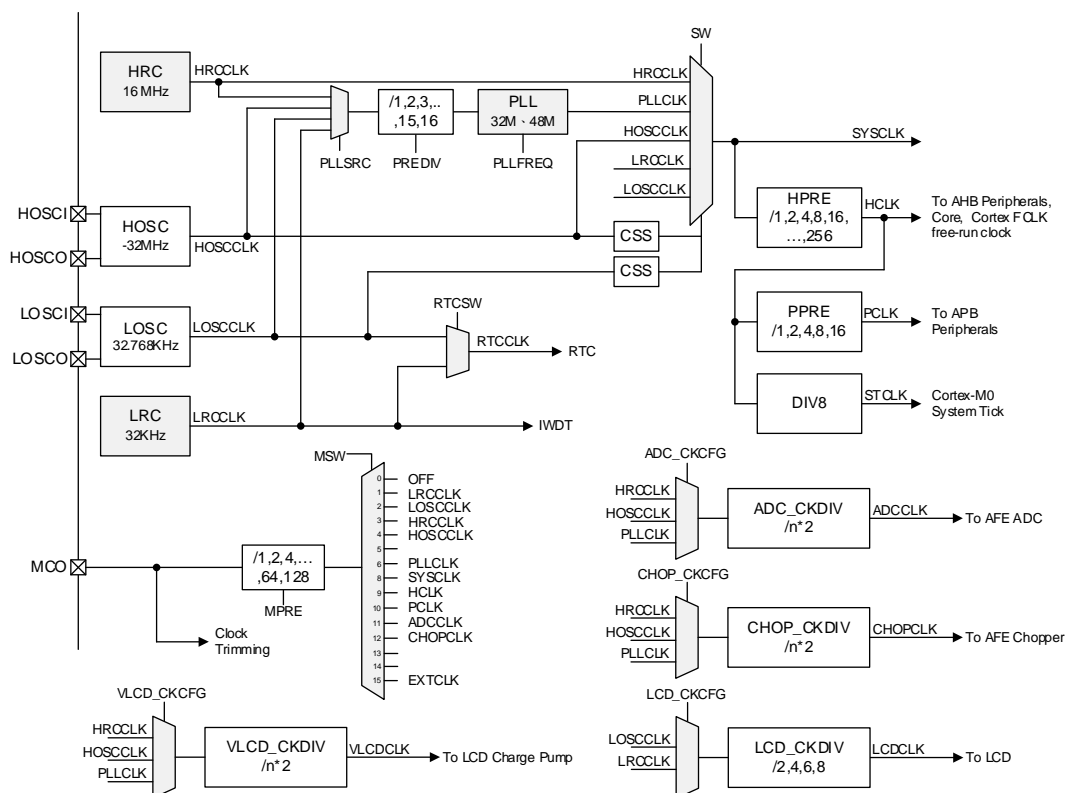 SW
HRC
16 MHz
HRCCLK
HRCCLK
/1,2,3,..
,15,16
PLL
32M、48M
PLLCLK
PLLSRC
PREDIV
PLLFREQ
HOSCCLK
SYSCLK
LRCCLK
LOSCCLK
HOSCI
HOSCO
HOSC
-32MHz
HOSCCLK
CSS
CSS
HPRE
/1,2,4,8,16,
...,256
HCLK
To AHB Peripherals,
Core, Cortex FCLK
free-run clock
LOSCI
LOSCO
LOSC
32.768KHz
LOSCCLK
RTCSW
RTCCLK
RTC
PPRE
/1,2,4,8,16
PCLK
To APB
Peripherals
LRC
32KHz
LRCCLK
IWDT
DIV8
STCLK
Cortex-M0
System Tick
MSW
0 OFF
1 LRCCLK
2 LOSCCLK
3 HRCCLK
4 HOSCCLK
5
6 PLLCLK
8 SYSCLK
9 HCLK
10 PCLK
11 ADCCLK
12 CHOPCLK
13
14
15 EXTCLK
MCO
/1,2,4,...
,64,128
MPRE
Clock
Trimming
ADC_CKCFG
HRCCLK
HOSCCLK
PLLCLK
ADC_CKDIV
/n*2
ADCCLK
To AFE ADC
CHOP_CKCFG
HRCCLK
HOSCCLK
PLLCLK
CHOP_CKDIV
/n*2
CHOPCLK
To AFE Chopper
VLCD_CKCFG
HRCCLK
HOSCCLK
PLLCLK
VLCD_CKDIV
/n*2
VLCDCLK
To LCD Charge Pump
LCD_CKCFG
LOSCCLK
LRCCLK
LCD_CKDIV
/2,4,6,8
LCDCLK
To LCD